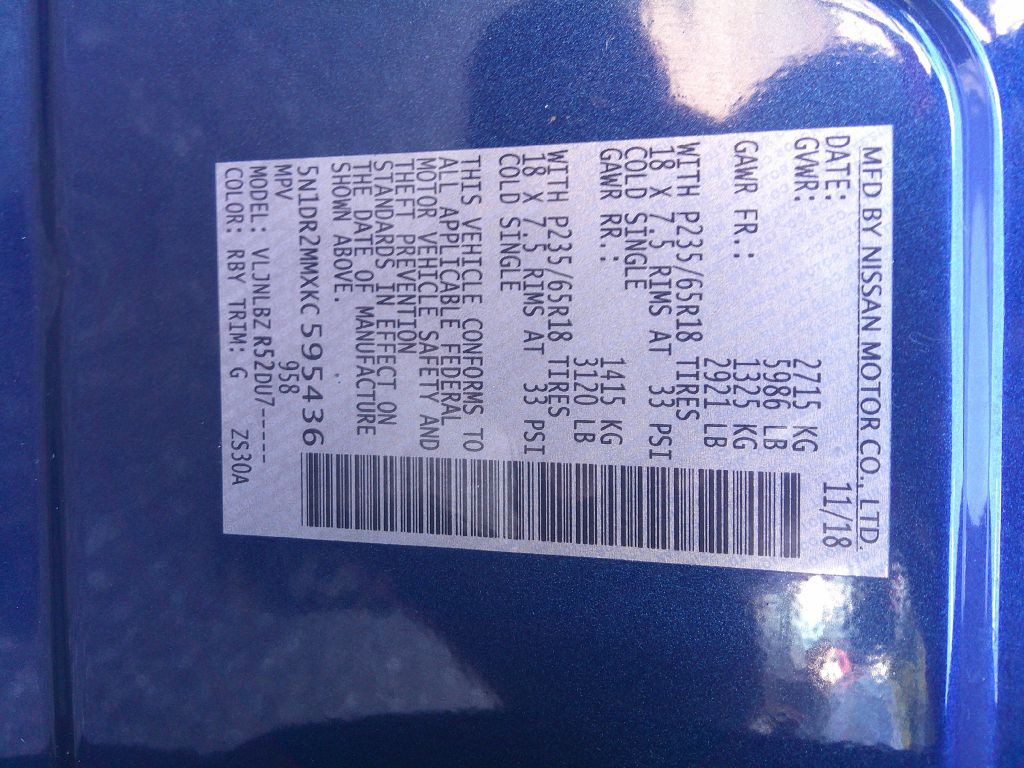 MFD BY NISSAN MOTOR CO., LTD.
DATE: 11/18
GVWR: 2715 KG
5986 LB
GAWR FR.: 1325 KG
2921 LB
WITH P235/65R18 TIRES
18 X 7.5 RIMS AT 33 PSI
COLD SINGLE
GAWR RR.: 1415 KG
3120 LB
WITH P235/65R18 TIRES
18 X 7.5 RIMS AT 33 PSI
COLD SINGLE
THIS VEHICLE CONFORMS TO
ALL APPLICABLE FEDERAL
MOTOR VEHICLE SAFETY AND
THEFT PREVENTION
STANDARDS IN EFFECT ON
THE DATE OF MANUFACTURE
SHOWN ABOVE.
5N1DR2MMXKC595436
MPV 958
MODEL: VLJNLBZ R52DU7-----
COLOR: RBY TRIM: G ZS30A